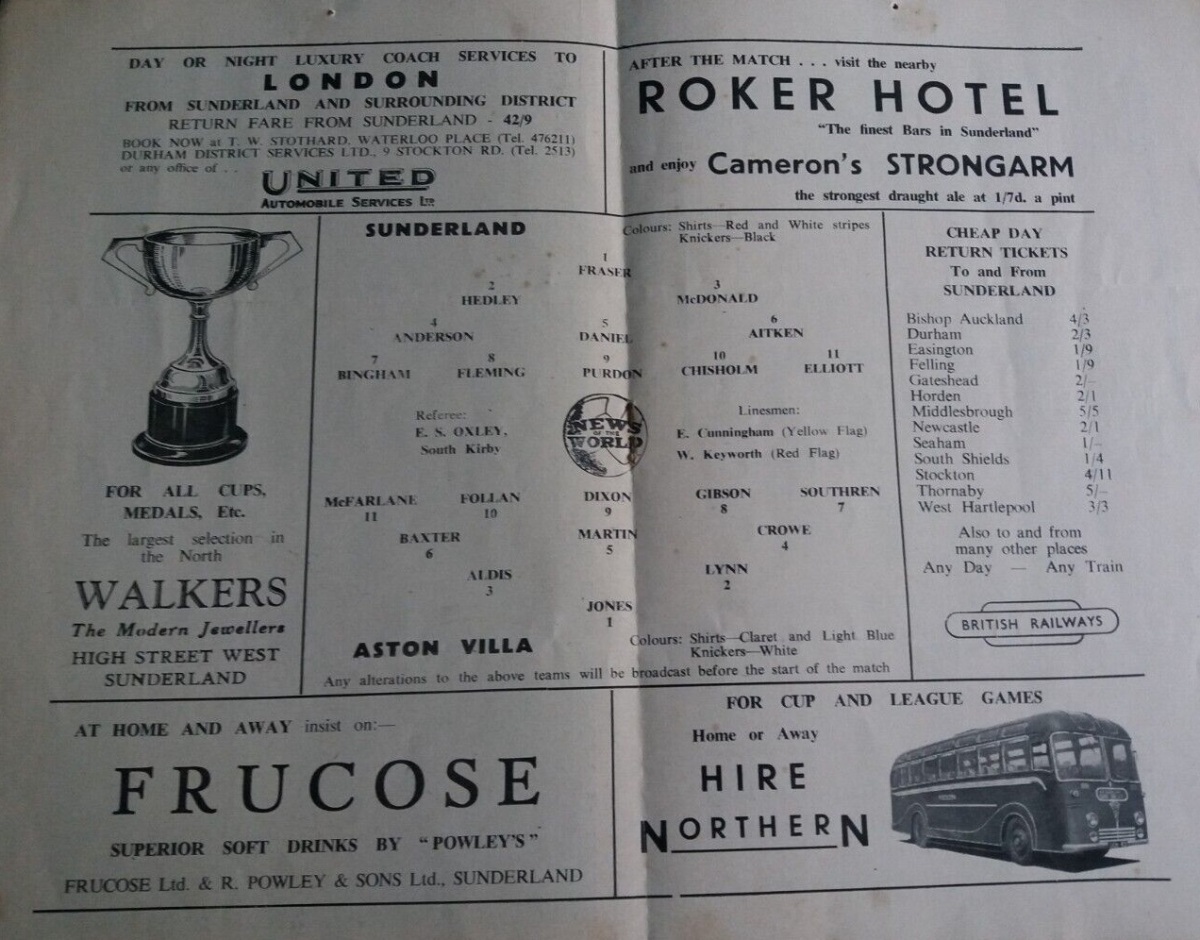 DAY OR NIGHT LUXURY COACH SERVICES TO
LONDON
FROM SUNDERLAND AND SURROUNDING DISTRICT
RETURN FARE FROM SUNDERLAND - 42/9
BOOK NOW at T. W. STOTHARD, WATERLOO PLACE (Tel. 476211)
DURHAM DISTRICT SERVICES LTD., 9 STOCKTON RD. (Tel. 2513)
or any office of . .
UNITED
AUTOMOBILE SERVICES LTD
AFTER THE MATCH . . . visit the nearby
ROKER HOTEL
"The finest Bars in Sunderland"
and enjoy Cameron's STRONGARM
the strongest draught ale at 1/7d. a pint
FOR ALL CUPS,
MEDALS, Etc.
The largest selection in
the North
WALKERS
The Modern Jewellers
HIGH STREET WEST
SUNDERLAND
SUNDERLAND
Colours: Shirts—Red and White stripes
Knickers—Black
1
FRASER
2 3
HEDLEY McDONALD
4 5 6
ANDERSON DANIEL AITKEN
7 8 9 10 11
BINGHAM FLEMING PURDON CHISHOLM ELLIOTT
Referee:
E. S. OXLEY,
South Kirby
NEWS
OF THE
WORLD
Linesmen:
E. Cunningham (Yellow Flag)
W. Keyworth (Red Flag)
McFARLANE FOLLAN DIXON GIBSON SOUTHREN
11 10 9 8 7
BAXTER MARTIN CROWE
6 5 4
ALDIS LYNN
3 2
JONES
1
ASTON VILLA
Colours: Shirts—Claret and Light Blue
Knickers—White
Any alterations to the above teams will be broadcast before the start of the match
CHEAP DAY
RETURN TICKETS
To and From
SUNDERLAND
Bishop Auckland 4/3
Durham 2/3
Easington 1/9
Felling 1/9
Gateshead 2/-
Horden 2/1
Middlesbrough 5/5
Newcastle 2/1
Seaham 1/-
South Shields 1/4
Stockton 4/11
Thornaby 5/-
West Hartlepool 3/3
Also to and from
many other places
Any Day — Any Train
BRITISH RAILWAYS
AT HOME AND AWAY insist on:—
FRUCOSE
SUPERIOR SOFT DRINKS BY "POWLEY'S"
FRUCOSE Ltd. & R. POWLEY & SONS Ltd., SUNDERLAND
FOR CUP AND LEAGUE GAMES
Home or Away
HIRE
NORTHERN